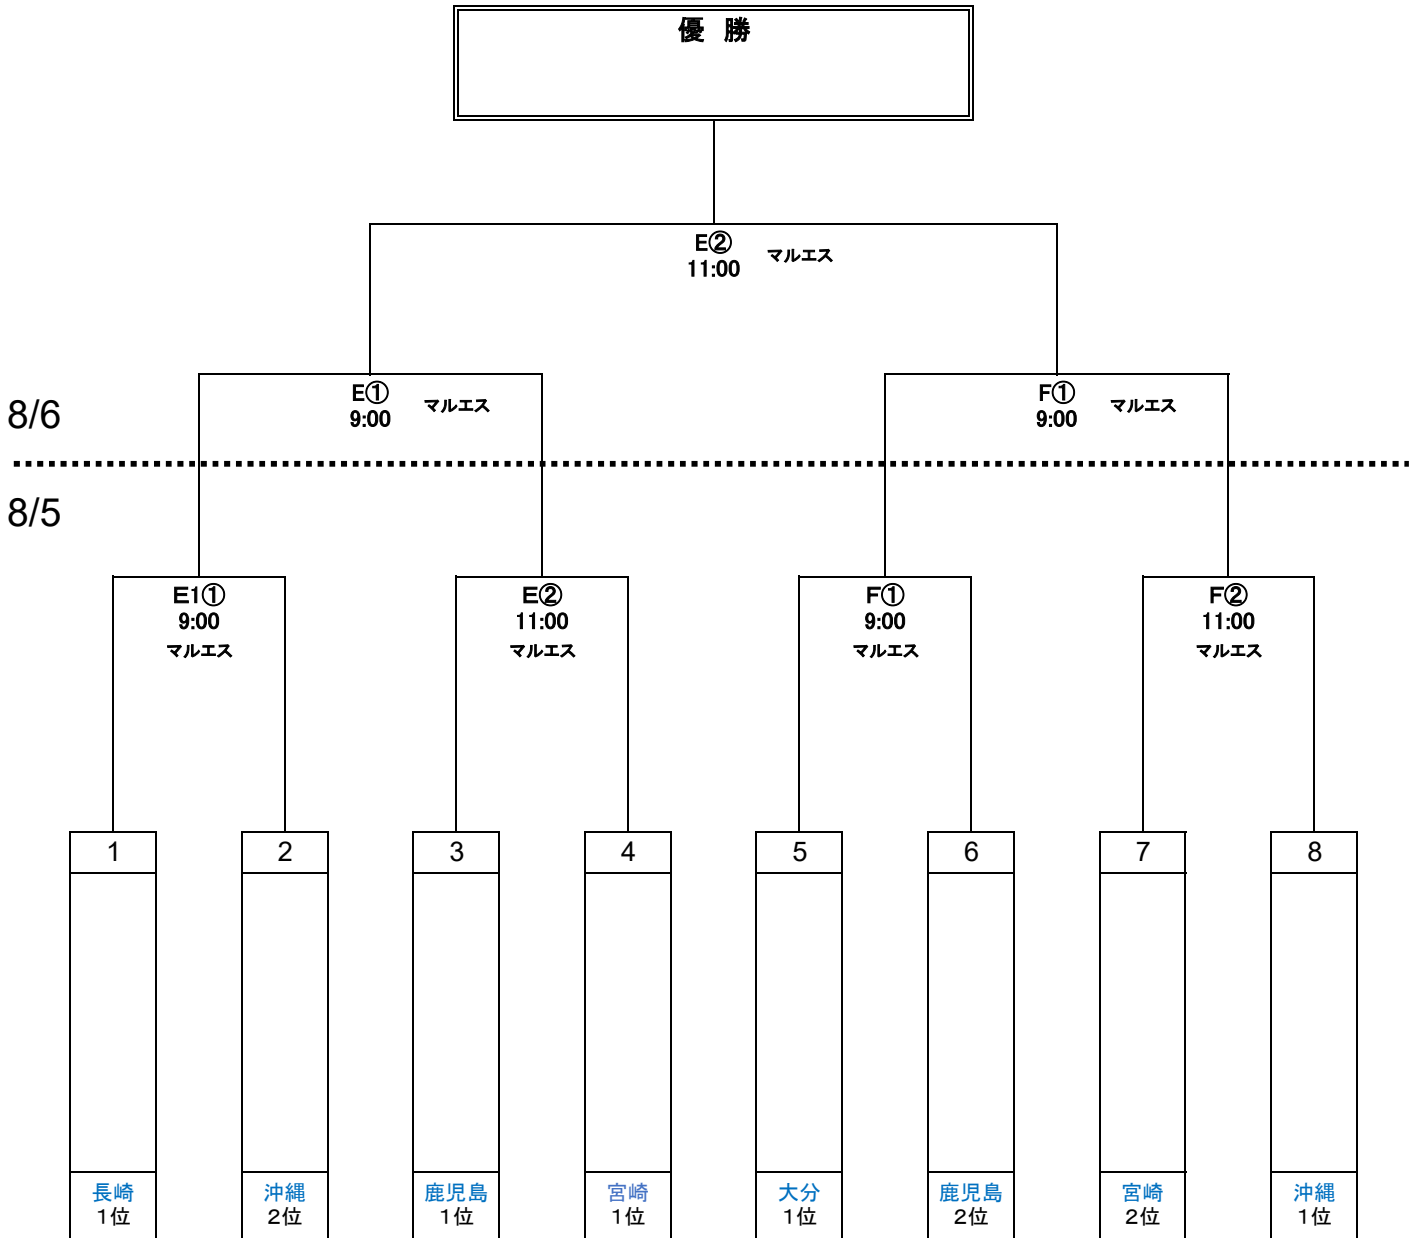 優 勝
E②
11:00
マルエス
8/6
E①
9:00
マルエス
F①
9:00
マルエス
8/5
E1①
9:00
マルエス
E②
11:00
マルエス
F①
9:00
マルエス
F②
11:00
マルエス
1
2
3
4
5
6
7
8
長崎
1位
沖縄
2位
鹿児島
1位
宮崎
1位
大分
1位
鹿児島
2位
宮崎
2位
沖縄
1位